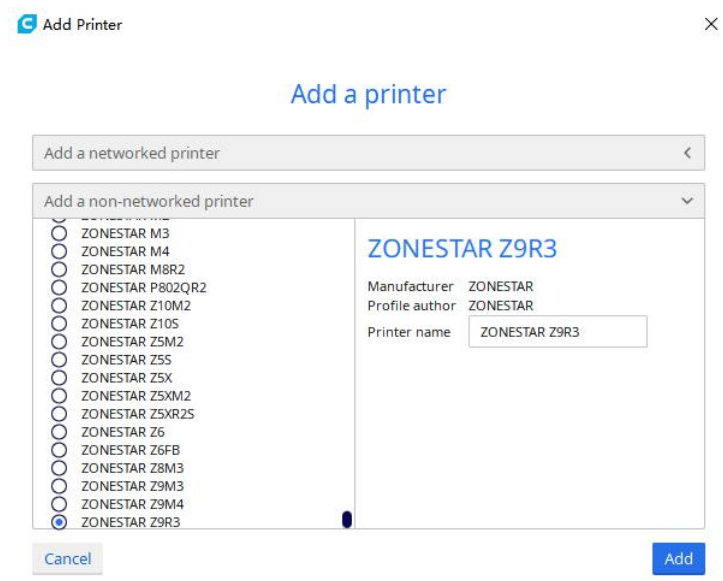 Add Printer
Add a printer
Add a networked printer
Add a non-networked printer
ZONESTAR M3
ZONESTAR M4
ZONESTAR M8R2
ZONESTAR P802QR2
ZONESTAR Z10M2
ZONESTAR Z10S
ZONESTAR Z5M2
ZONESTAR Z5S
ZONESTAR Z5X
ZONESTAR Z5XM2
ZONESTAR Z5XR2S
ZONESTAR Z6
ZONESTAR Z6FB
ZONESTAR Z8M3
ZONESTAR Z9M3
ZONESTAR Z9M4
ZONESTAR Z9R3
ZONESTAR Z9R3
Manufacturer ZONESTAR
Profile author ZONESTAR
Printer name ZONESTAR Z9R3
Cancel
Add